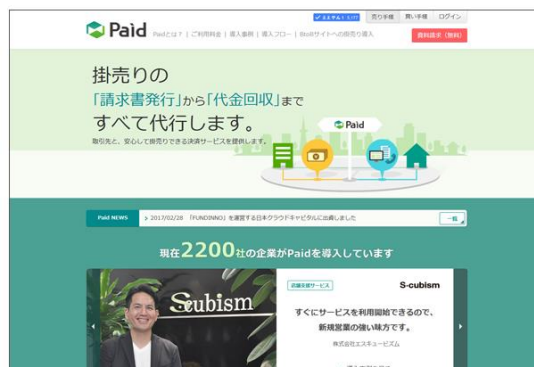 Paid
売り手様 買い手様 ログイン
Paidとは? | ご利用料金 | 導入事例 | 導入フロー | BtoBサイトへの掛売り導入
資料請求(無料)
掛売りの
「請求書発行」から「代金回収」まで
すべて代行します。
取引先と、安心して掛売りできる決済サービスを提供します。
Paid
Paid NEWS
> 2017/02/28 「FUNDINNO」を運営する日本クラウドキャピタルに出資しました
一覧
現在2200社の企業がPaidを導入しています
S-cubism
店舗支援サービス
S-cubism
すぐにサービスを利用開始できるので、
新規営業の強い味方です。
株式会社エスキュービズム